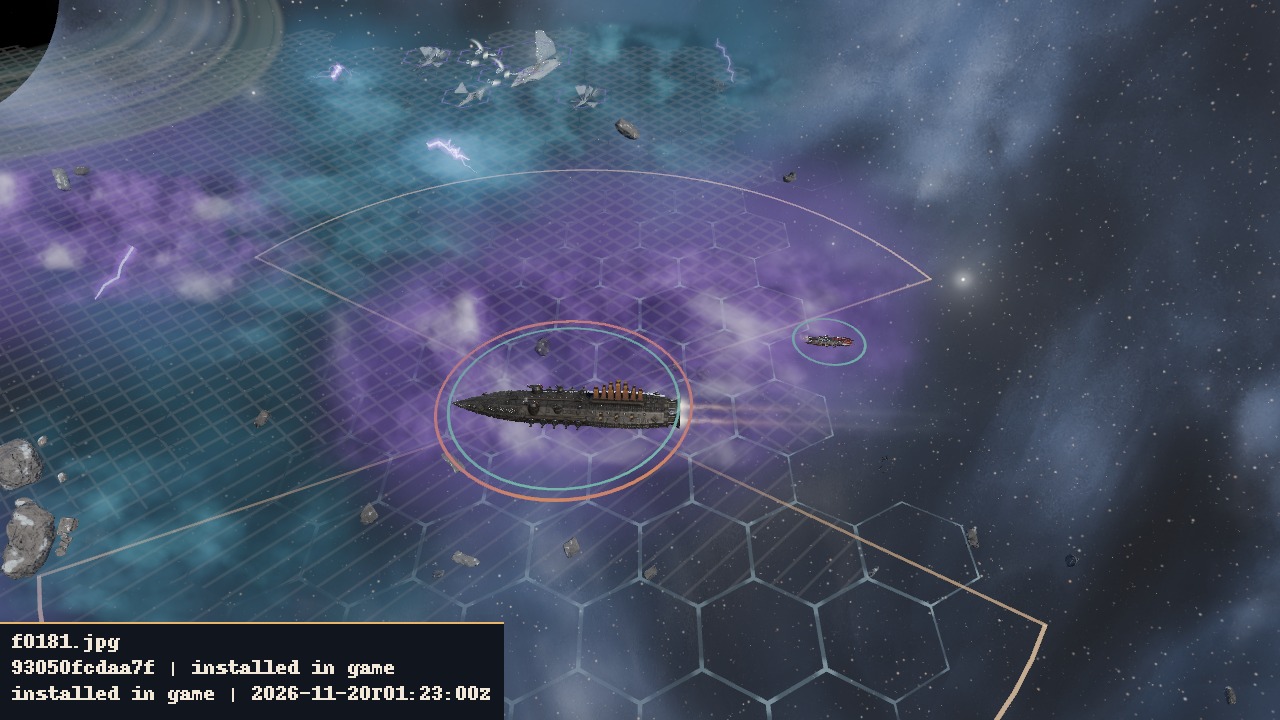 f0181.jpg
93050fcdaa7f | installed in game
installed in game | 2026-11-20T01:23:00Z